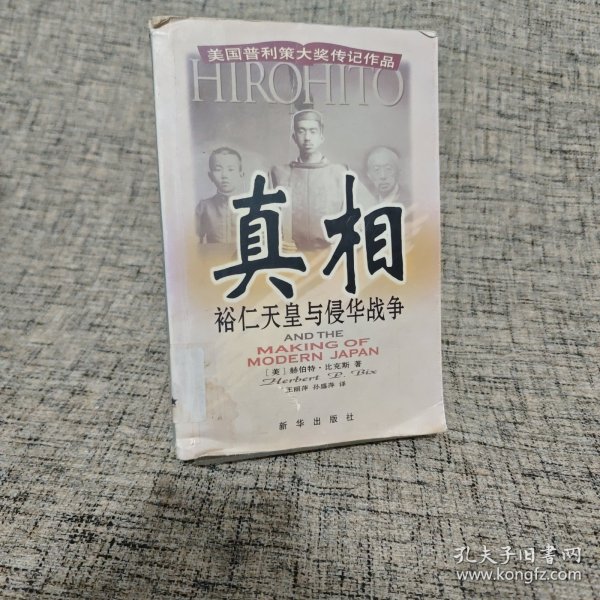 美国普利策大奖传记作品
HIROHITO
真相
裕仁天皇与侵华战争
AND THE
MAKING OF
MODERN JAPAN
[美] 赫伯特·比克斯 著
Herbert P. Bix
王丽萍 孙盛萍 译
新华出版社
孔夫子旧书网
www.kongfz.com